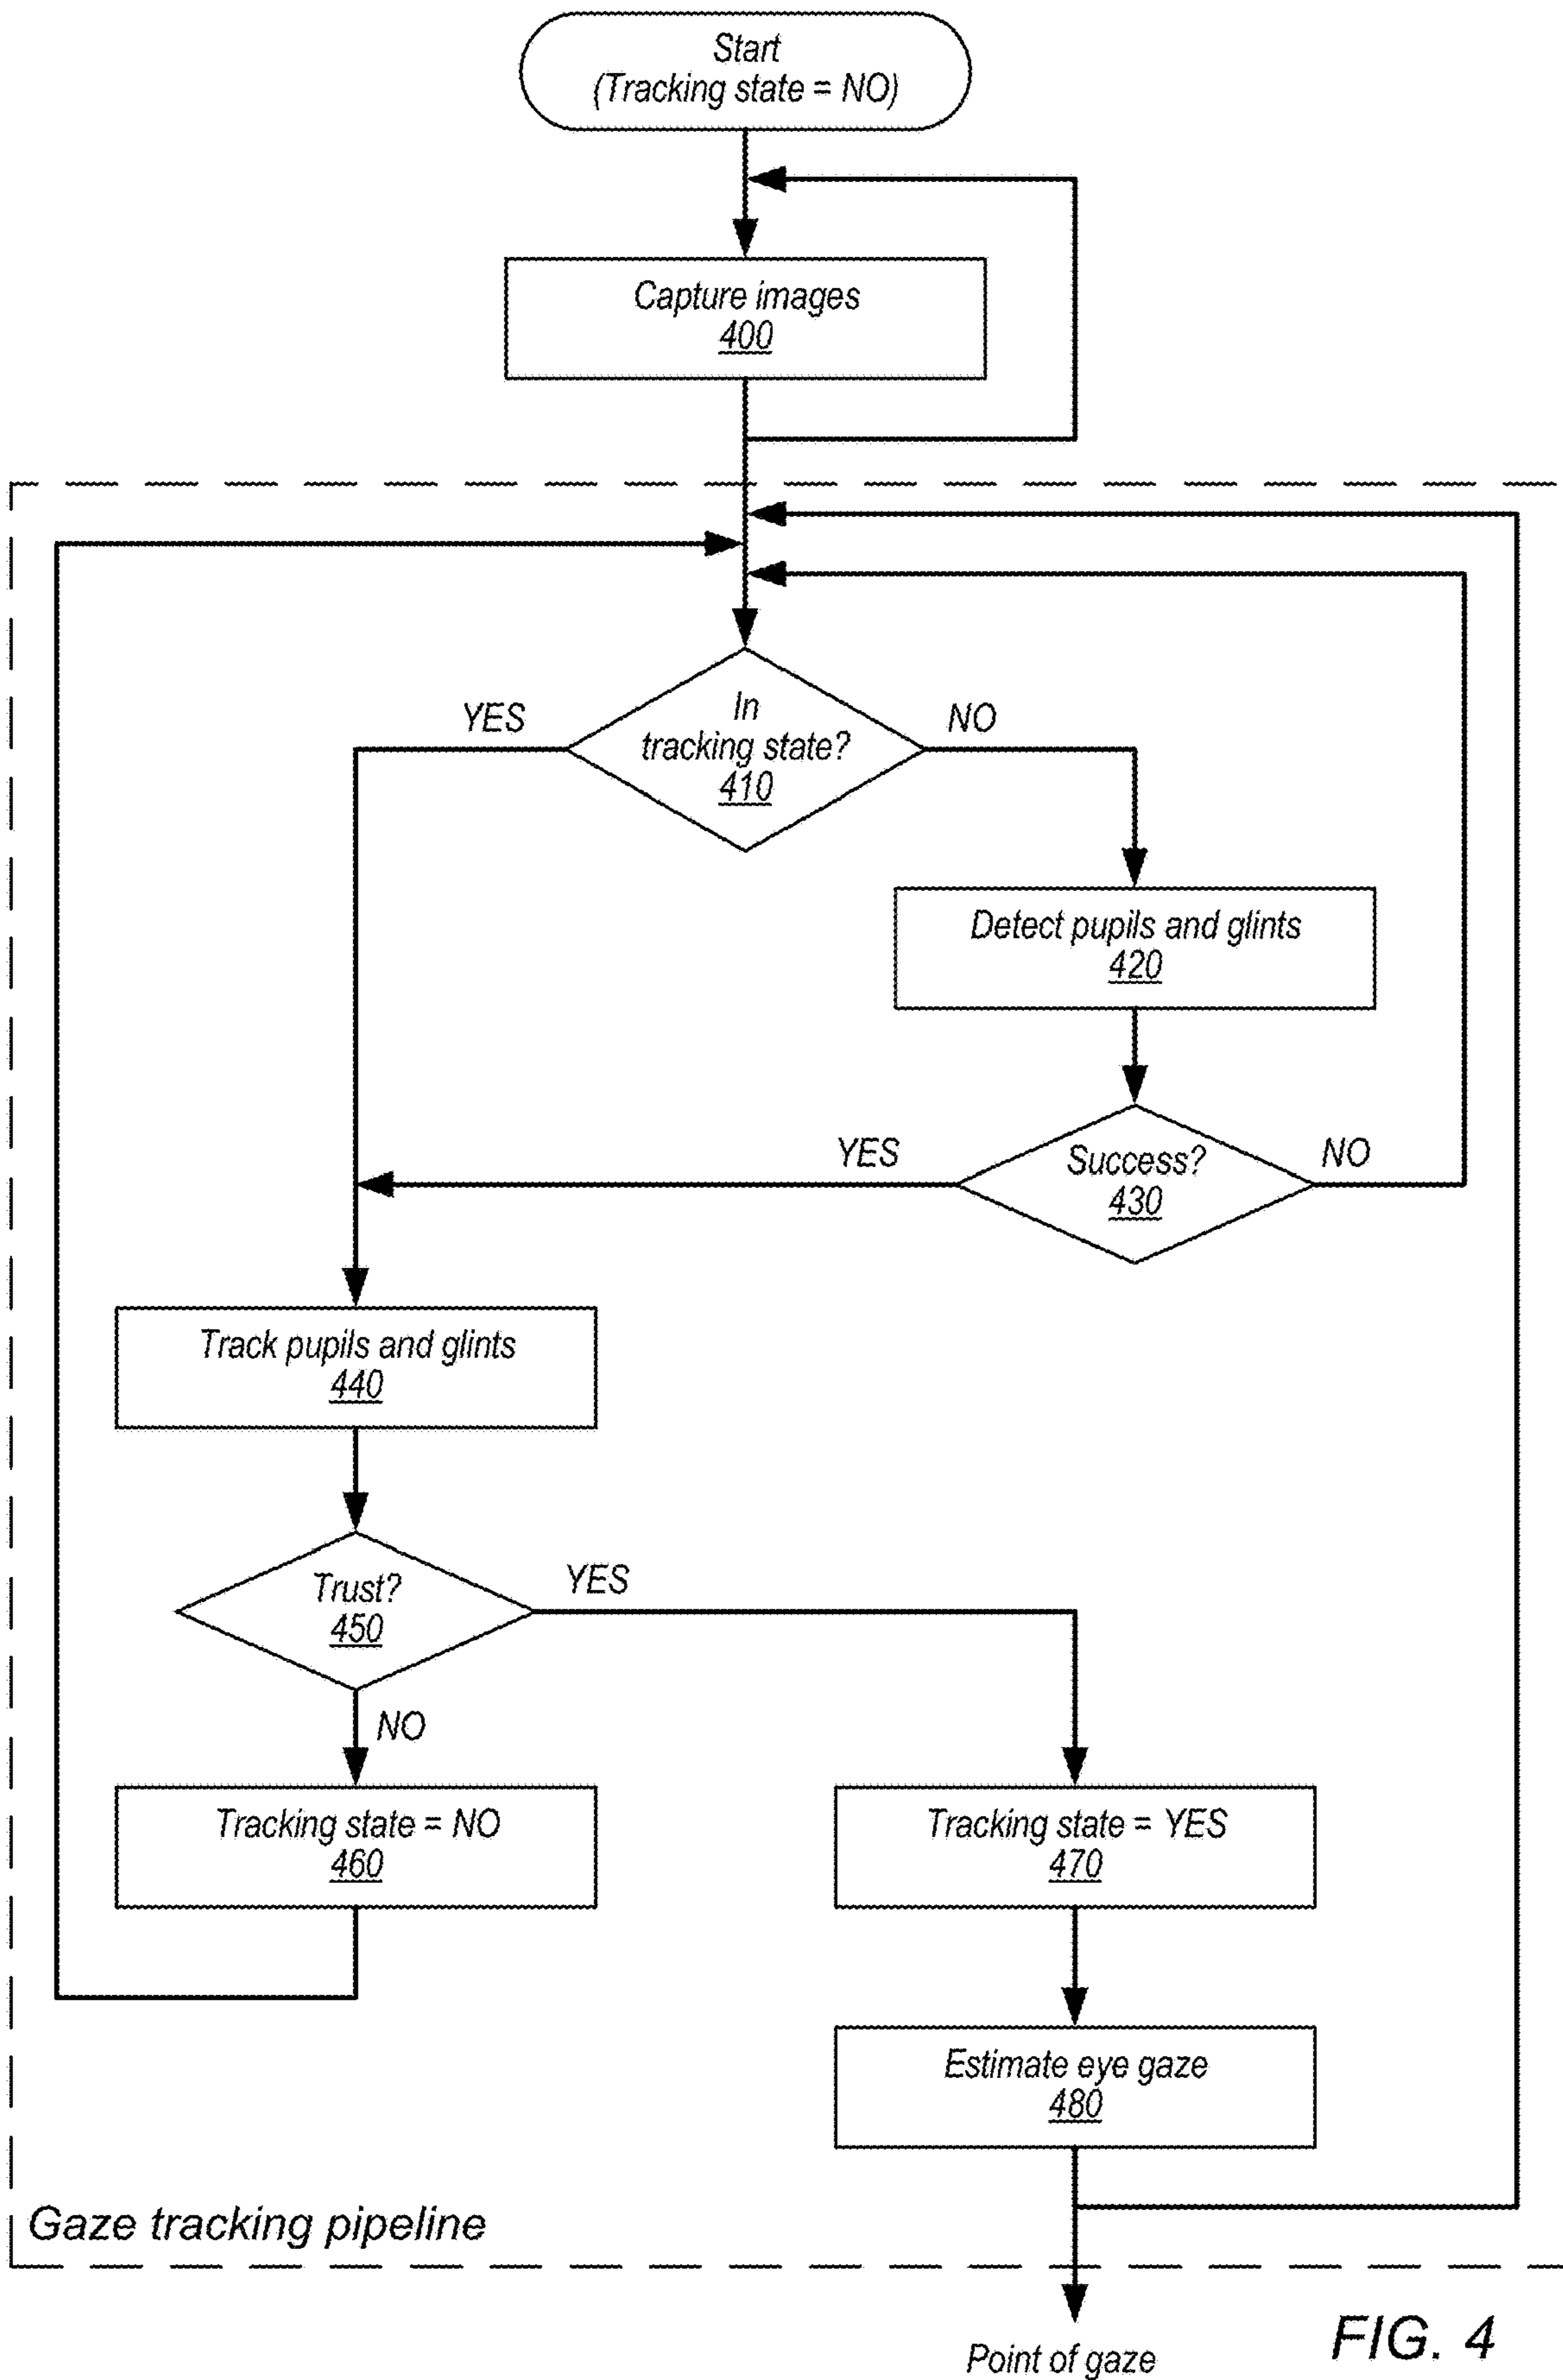 Start
(Tracking state = NO)
Capture images
400
In
tracking state?
410
YES
NO
Detect pupils and glints
420
Success?
430
YES
NO
Track pupils and glints
440
Trust?
450
YES
NO
Tracking state = NO
460
Tracking state = YES
470
Estimate eye gaze
480
Gaze tracking pipeline
Point of gaze
FIG. 4